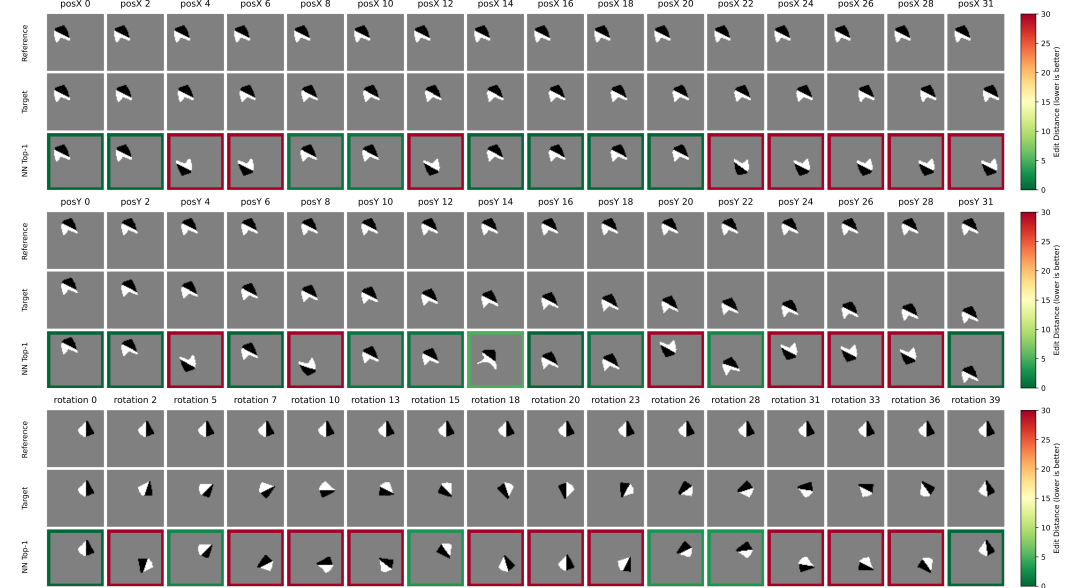 posX 0 posX 2 posX 4 posX 6 posX 8 posX 10 posX 12 posX 14 posX 16 posX 18 posX 20 posX 22 posX 24 posX 26 posX 28 posX 31
Reference
Target
NN Top-1
30
25
20
15
10
5
0
Edit Distance (lower is better)
posY 0 posY 2 posY 4 posY 6 posY 8 posY 10 posY 12 posY 14 posY 16 posY 18 posY 20 posY 22 posY 24 posY 26 posY 28 posY 31
Reference
Target
NN Top-1
30
25
20
15
10
5
0
Edit Distance (lower is better)
rotation 0 rotation 2 rotation 5 rotation 7 rotation 10 rotation 13 rotation 15 rotation 18 rotation 20 rotation 23 rotation 26 rotation 28 rotation 31 rotation 33 rotation 36 rotation 39
Reference
Target
NN Top-1
30
25
20
15
10
5
0
Edit Distance (lower is better)